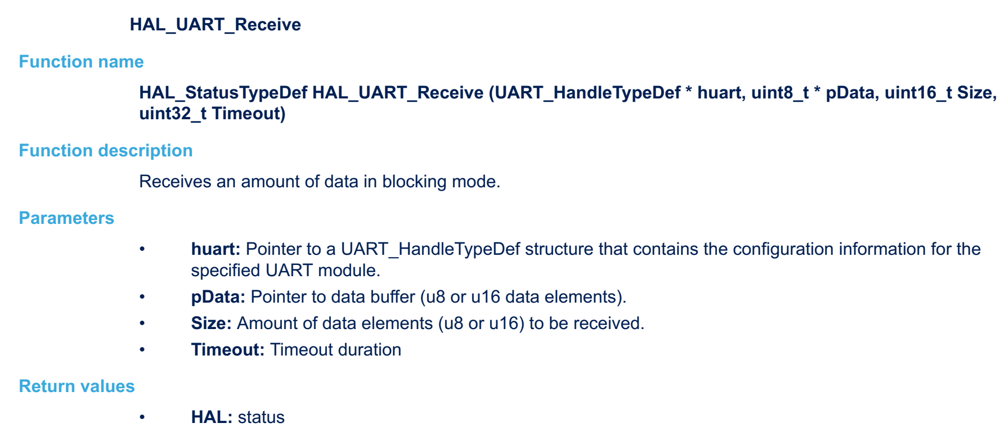 HAL_UART_Receive
Function name
HAL_StatusTypeDef HAL_UART_Receive (UART_HandleTypeDef * huart, uint8_t * pData, uint16_t Size,
uint32_t Timeout)
Function description
Receives an amount of data in blocking mode.
Parameters
• huart: Pointer to a UART_HandleTypeDef structure that contains the configuration information for the
specified UART module.
• pData: Pointer to data buffer (u8 or u16 data elements).
• Size: Amount of data elements (u8 or u16) to be received.
• Timeout: Timeout duration
Return values
• HAL: status